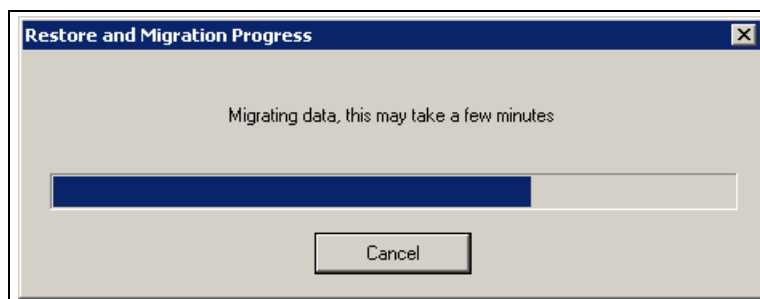 Restore and Migration Progress
Migrating data, this may take a few minutes
Cancel